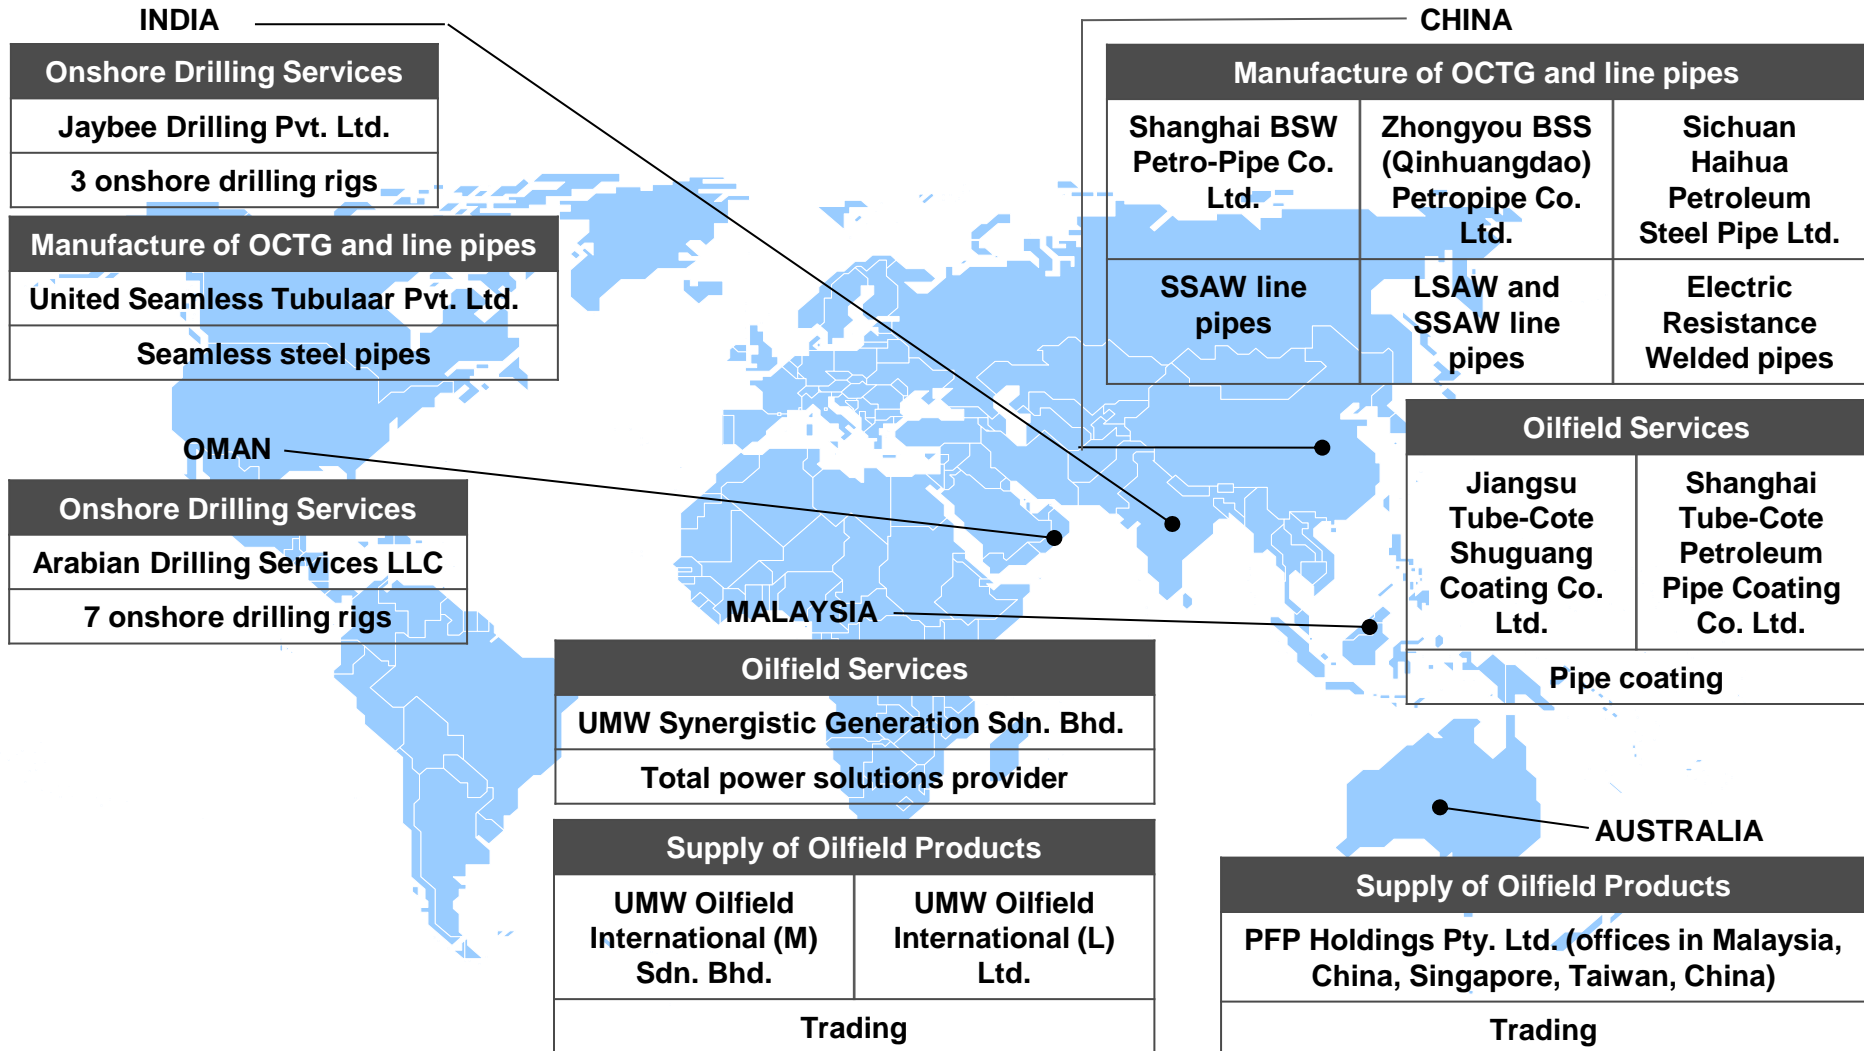 INDIA
Onshore Drilling Services
Jaybee Drilling Pvt. Ltd.
3 onshore drilling rigs
Manufacture of OCTG and line pipes
United Seamless Tubulaar Pvt. Ltd.
Seamless steel pipes
OMAN
Onshore Drilling Services
Arabian Drilling Services LLC
7 onshore drilling rigs
MALAYSIA
Oilfield Services
UMW Synergistic Generation Sdn. Bhd.
Total power solutions provider
Supply of Oilfield Products
UMW Oilfield
International (M)
Sdn. Bhd.
UMW Oilfield
International (L)
Ltd.
Trading
CHINA
Manufacture of OCTG and line pipes
Shanghai BSW
Petro-Pipe Co.
Ltd.
Zhongyou BSS
(Qinhuangdao)
Petropipe Co.
Ltd.
Sichuan
Haihua
Petroleum
Steel Pipe Ltd.
SSAW line
pipes
LSAW and
SSAW line
pipes
Electric
Resistance
Welded pipes
Oilfield Services
Jiangsu
Tube-Cote
Shuguang
Coating Co.
Ltd.
Shanghai
Tube-Cote
Petroleum
Pipe Coating
Co. Ltd.
Pipe coating
AUSTRALIA
Supply of Oilfield Products
PFP Holdings Pty. Ltd. (offices in Malaysia,
China, Singapore, Taiwan, China)
Trading